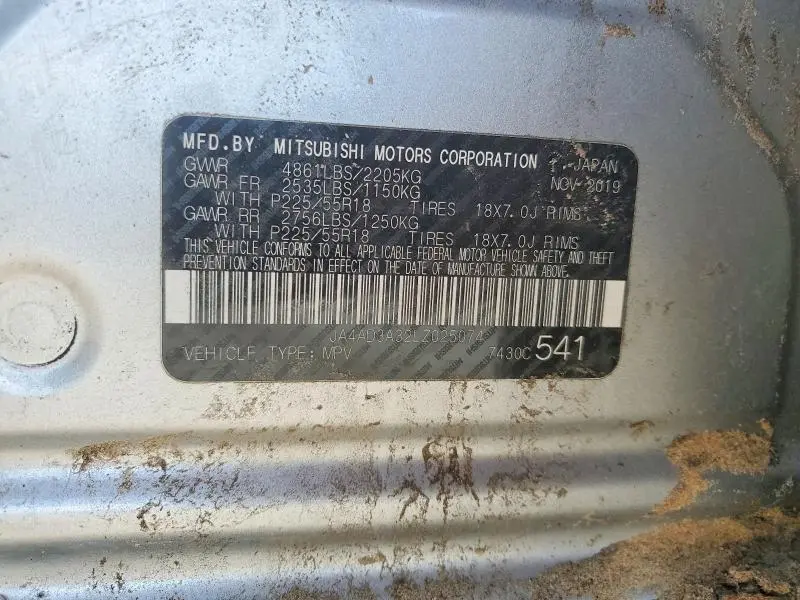 MFD.BY MITSUBISHI MOTORS CORPORATION JAPAN
GVWR 4861LBS/2205KG NOV 2019
GAWR FR 2535LBS/1150KG
WITH P225/55R18 TIRES 18X7.0J RIMS
GAWR RR 2756LBS/1250KG
WITH P225/55R18 TIRES 18X7.0J RIMS
THIS VEHICLE CONFORMS TO ALL APPLICABLE FEDERAL MOTOR VEHICLE SAFETY AND THEFT
PREVENTION STANDARDS IN EFFECT ON THE DATE OF MANUFACTURE SHOWN ABOVE.
JA4AD3A32LZ025074
VEHICLE TYPE:MPV 7430C 541